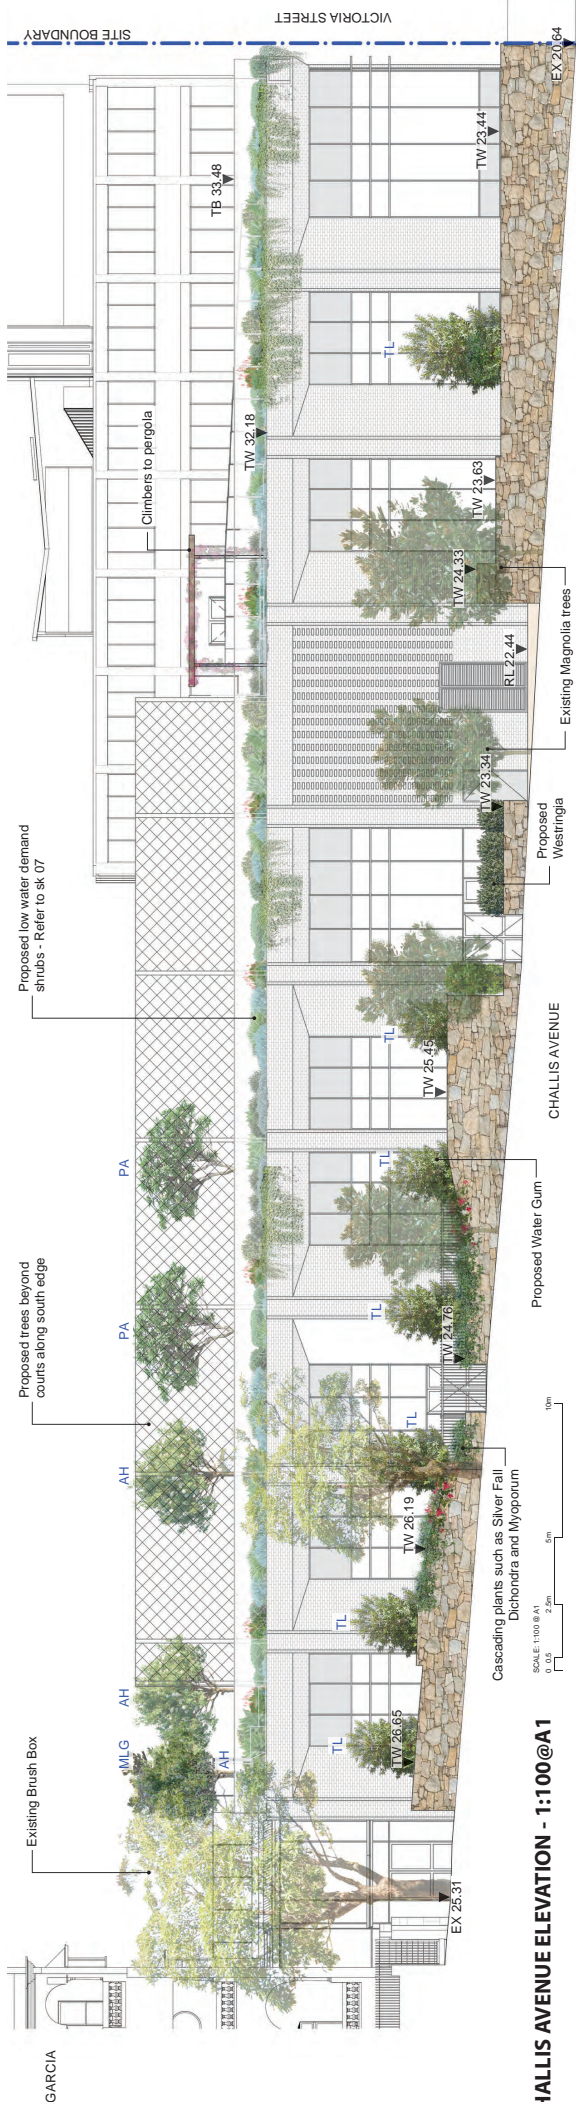 GARCIA
Existing Brush Box
Proposed trees beyond
courts along south edge
Proposed low water demand
shrubs - Refer to sk 07
Climbers to pergola
SITE BOUNDARY
VICTORIA STREET
MLG
AH
AH
AH
PA
PA
TB 33.48
TW 32.18
TL
TL
TL
TL
TL
TL
TL
EX 25.31
TW 26.65
TW 26.19
TW 24.76
TW 25.45
TW 23.34
RL 22.44
TW 24.33
TW 23.63
TW 23.44
EX 20.64
Cascading plants such as Silver Fall
Dichondra and Myoporum
Proposed Water Gum
CHALLIS AVENUE
Proposed
Westringia
Existing Magnolia trees
SCALE: 1:100 @ A1
0 0.5 2.5m 5m 10m
HALLIS AVENUE ELEVATION - 1:100@A1